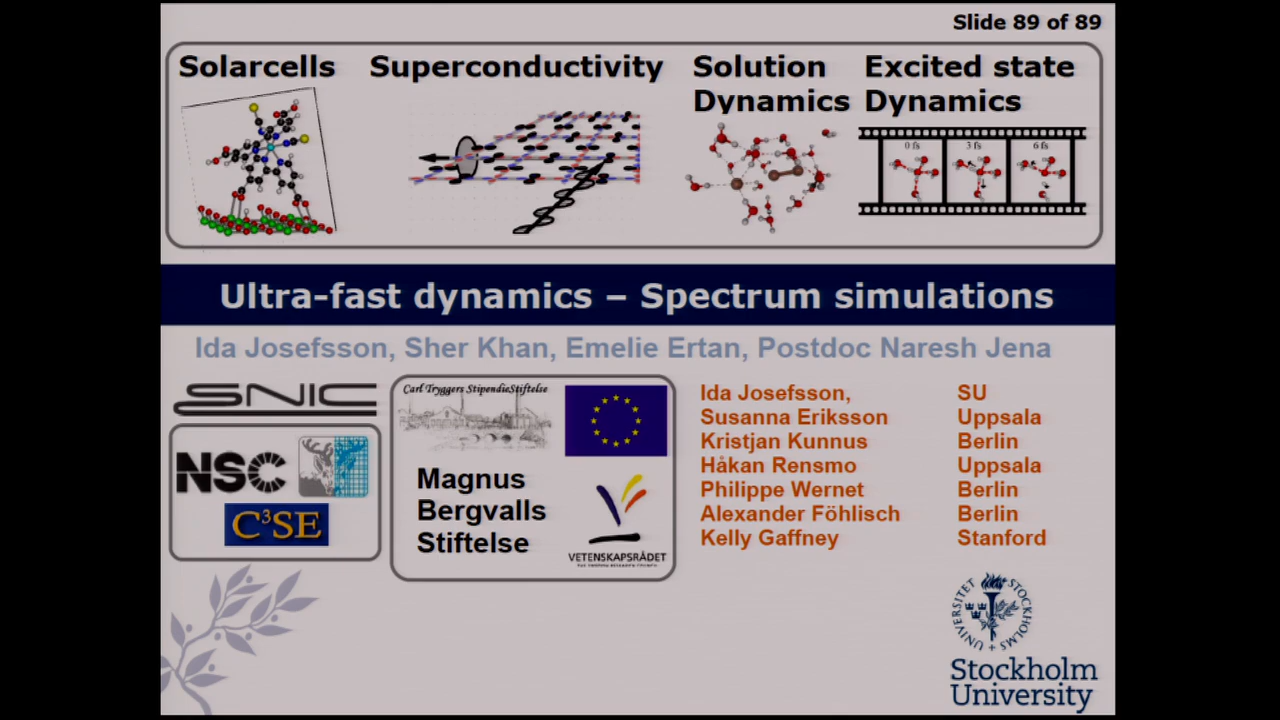 Slide 89 of 89
Solarcells
Superconductivity
Solution
Dynamics
Excited state
Dynamics
0 fs
3 fs
6 fs
Ultra-fast dynamics – Spectrum simulations
Ida Josefsson, Sher Khan, Emelie Ertan, Postdoc Naresh Jena
SNIC
NSC
C³SE
Carl Tryggers StipendieStiftelse
Magnus
Bergvalls
Stiftelse
VETENSKAPSRÅDET
Ida Josefsson, SU
Susanna Eriksson Uppsala
Kristjan Kunnus Berlin
Håkan Rensmo Uppsala
Philippe Wernet Berlin
Alexander Föhlisch Berlin
Kelly Gaffney Stanford
STOCKHOLMS UNIVERSITET
Stockholm
University